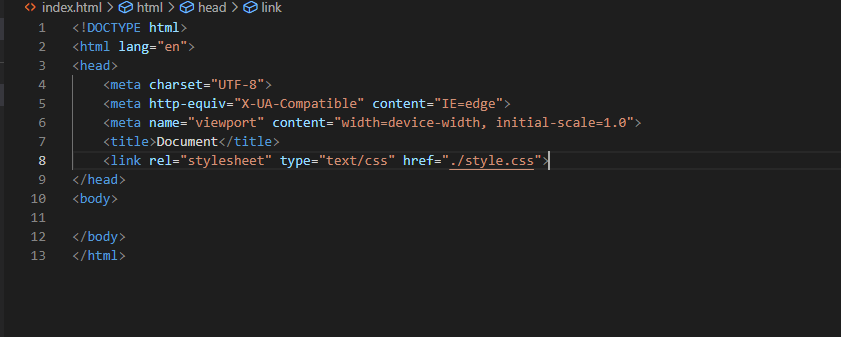 index.html > html > head > link
1 <!DOCTYPE html>
2 <html lang="en">
3 <head>
4     <meta charset="UTF-8">
5     <meta http-equiv="X-UA-Compatible" content="IE=edge">
6     <meta name="viewport" content="width=device-width, initial-scale=1.0">
7     <title>Document</title>
8     <link rel="stylesheet" type="text/css" href="./style.css">
9 </head>
10 <body>
11
12 </body>
13 </html>